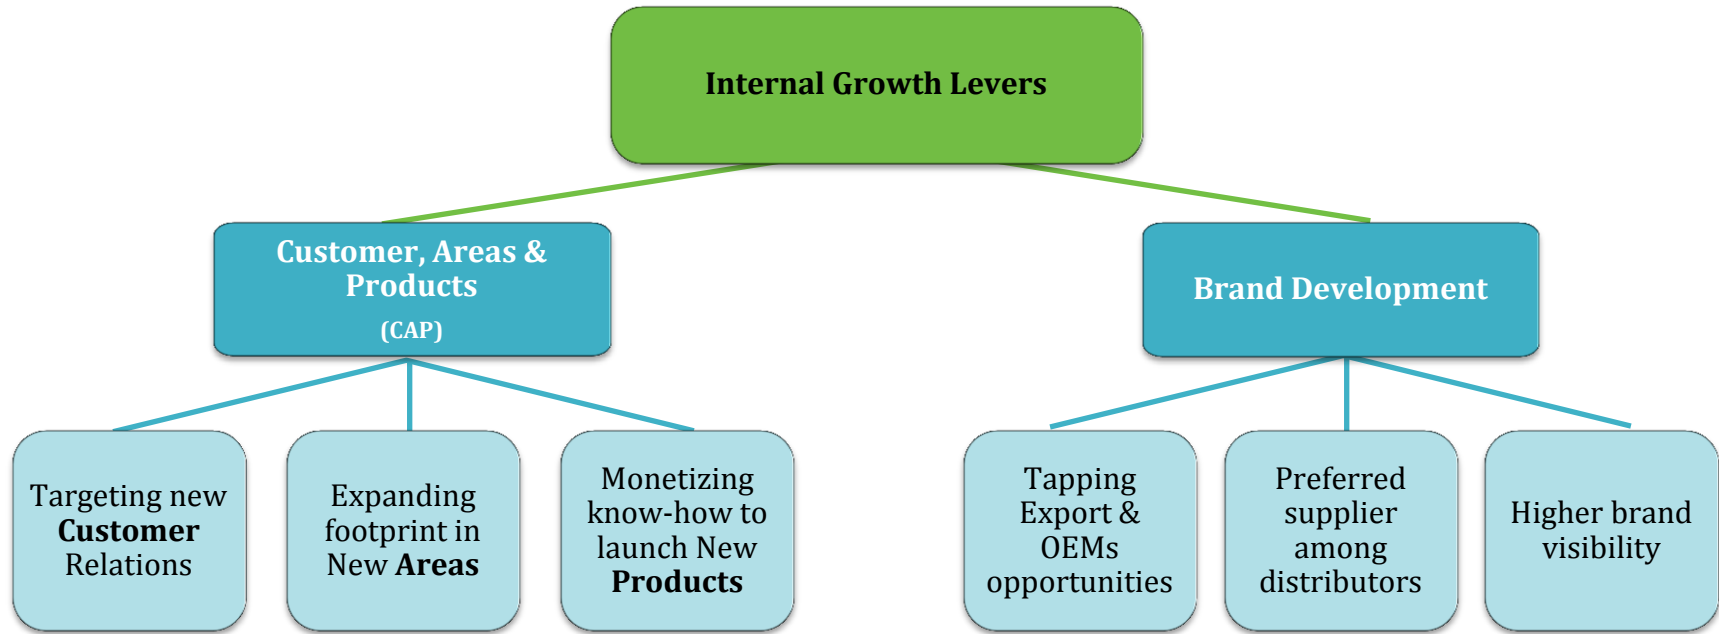 Internal Growth Levers
Customer, Areas &
Products
(CAP)
Brand Development
Targeting new
Customer
Relations
Expanding
footprint in
New Areas
Monetizing
know-how to
launch New
Products
Tapping
Export &
OEMs
opportunities
Preferred
supplier
among
distributors
Higher brand
visibility